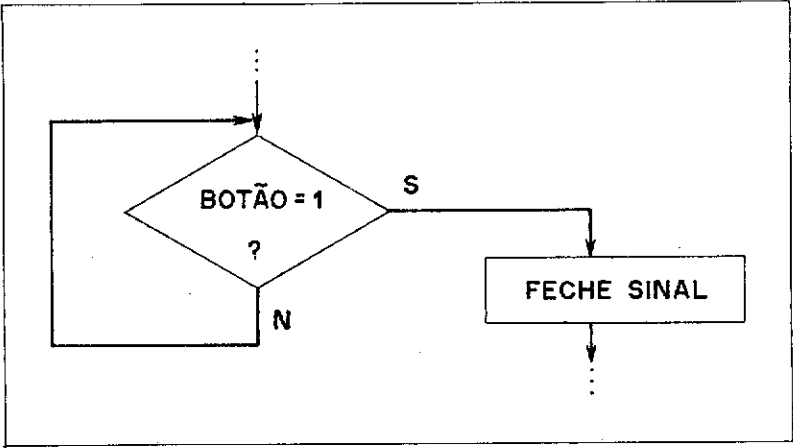 BOTÃO = 1
?
S
N
FECHE SINAL